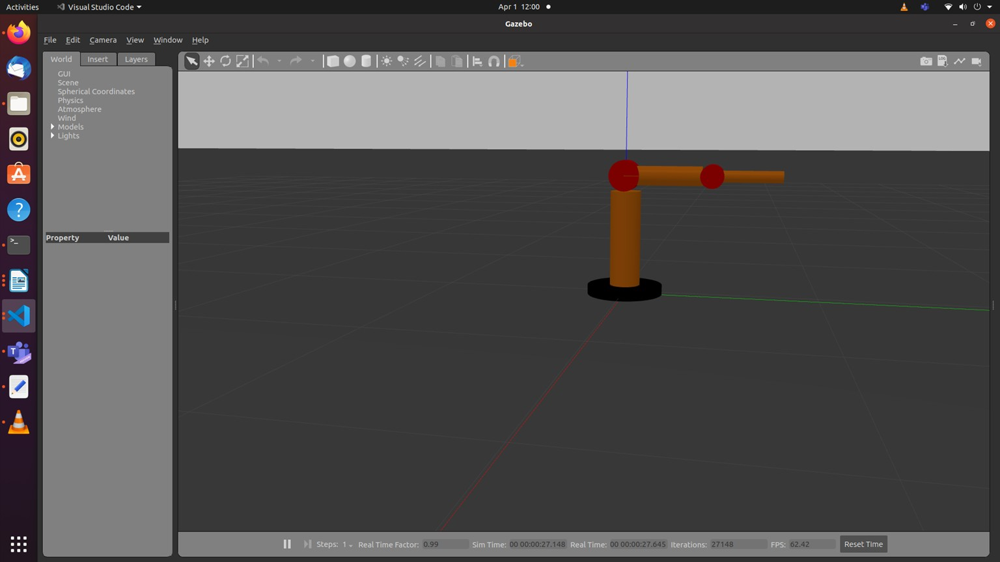 Activities
Visual Studio Code
Apr 1 12:00
Gazebo
File Edit Camera View Window Help
World Insert Layers
GUI
Scene
Spherical Coordinates
Physics
Atmosphere
Wind
Models
Lights
Property Value
LOG
Steps: 1 Real Time Factor: 0.99 Sim Time: 00 00:00:27.148 Real Time: 00 00:00:27.645 Iterations: 27148 FPS: 62.42 Reset Time